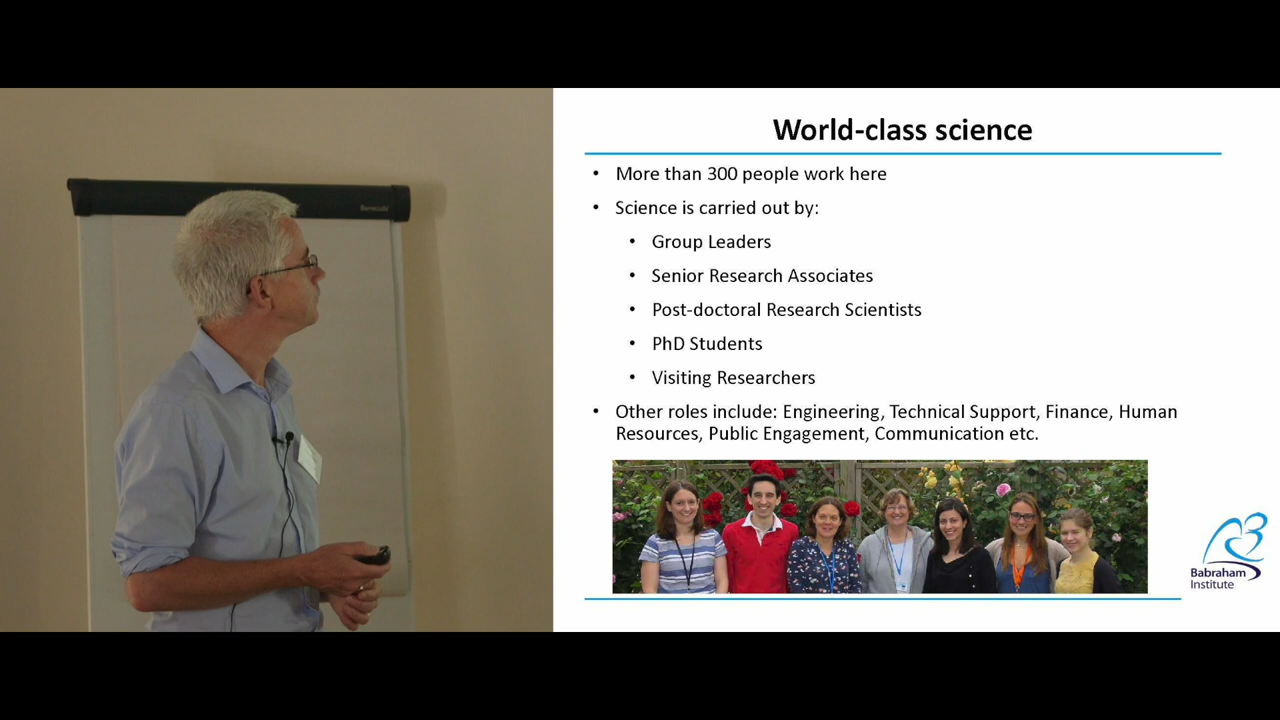 World-class science
• More than 300 people work here
• Science is carried out by:
• Group Leaders
• Senior Research Associates
• Post-doctoral Research Scientists
• PhD Students
• Visiting Researchers
• Other roles include: Engineering, Technical Support, Finance, Human
Resources, Public Engagement, Communication etc.
Babraham
Institute